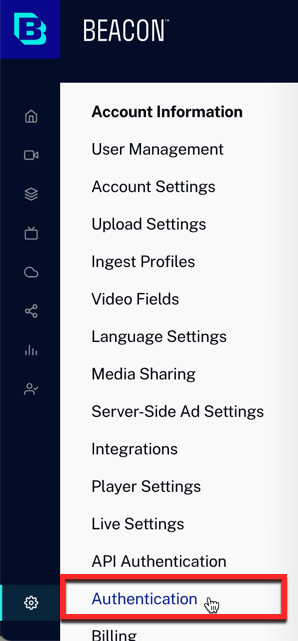 BEACON™
Account Information
User Management
Account Settings
Upload Settings
Ingest Profiles
Video Fields
Language Settings
Media Sharing
Server-Side Ad Settings
Integrations
Player Settings
Live Settings
API Authentication
Authentication
Billing